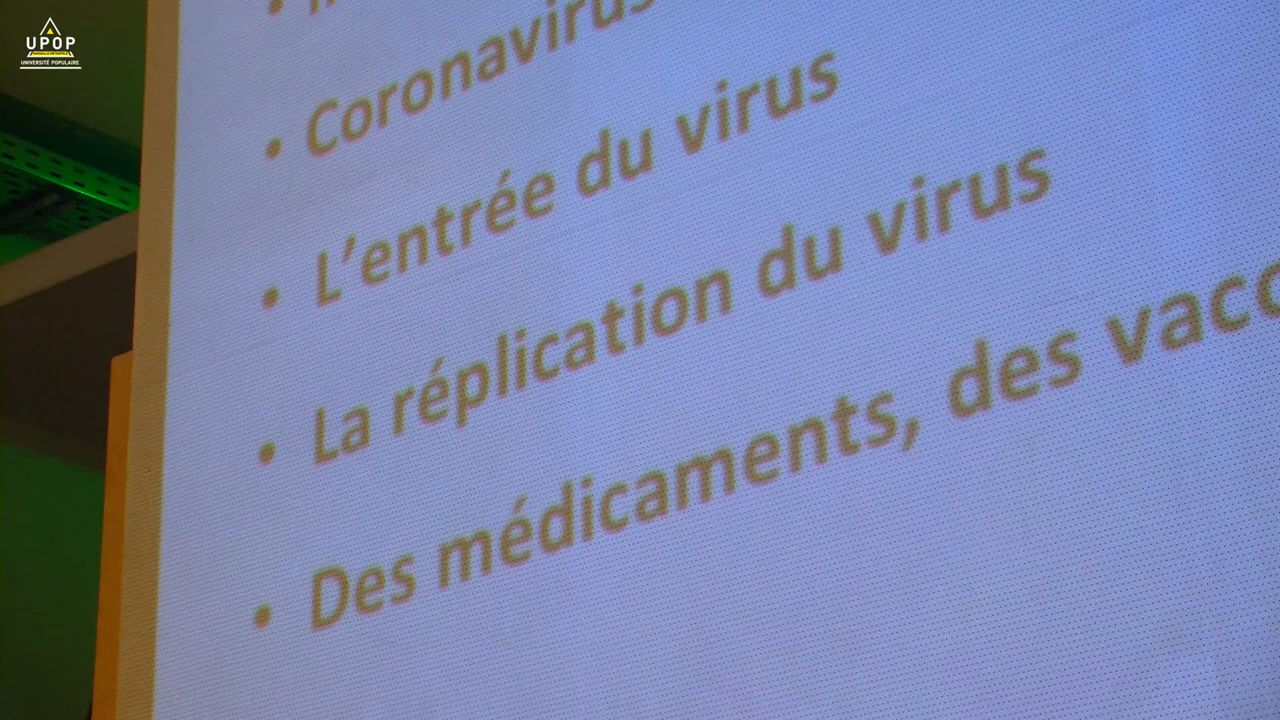 UPOP
UNIVERSITÉ POPULAIRE
• Coronavirus
• L’entrée du virus
• La réplication du virus
• Des médicaments, des vacc